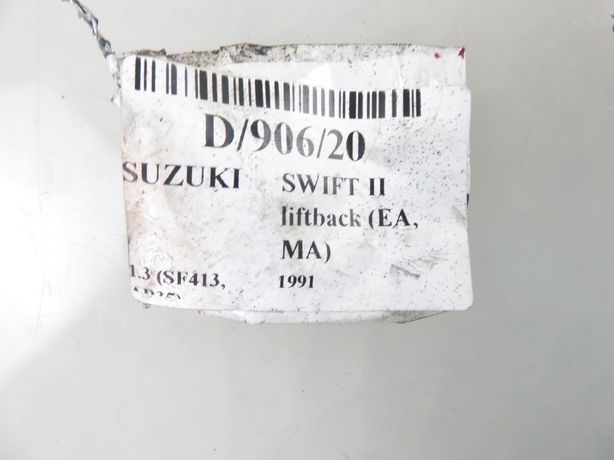 D/906/20
SUZUKI SWIFT II
liftback (EA,
MA)
1.3 (SF413, 1991